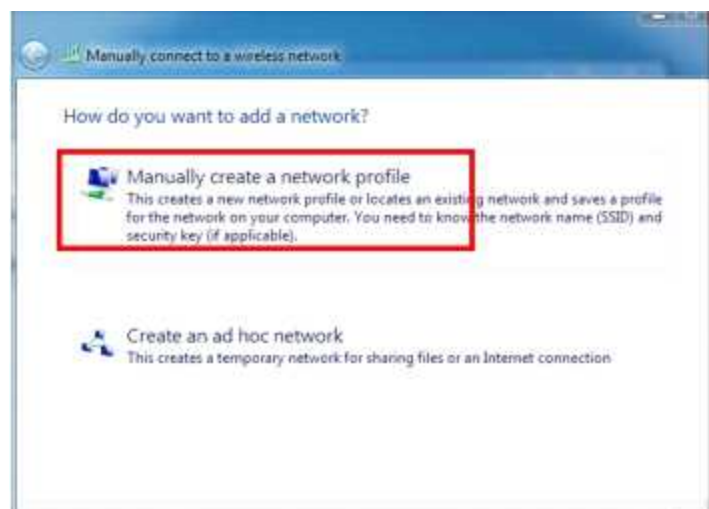 Manually connect to a wireless network
How do you want to add a network?
Manually create a network profile
This creates a new network profile or locates an existing network and saves a profile
for the network on your computer. You need to know the network name (SSID) and
security key (if applicable).
Create an ad hoc network
This creates a temporary network for sharing files or an Internet connection